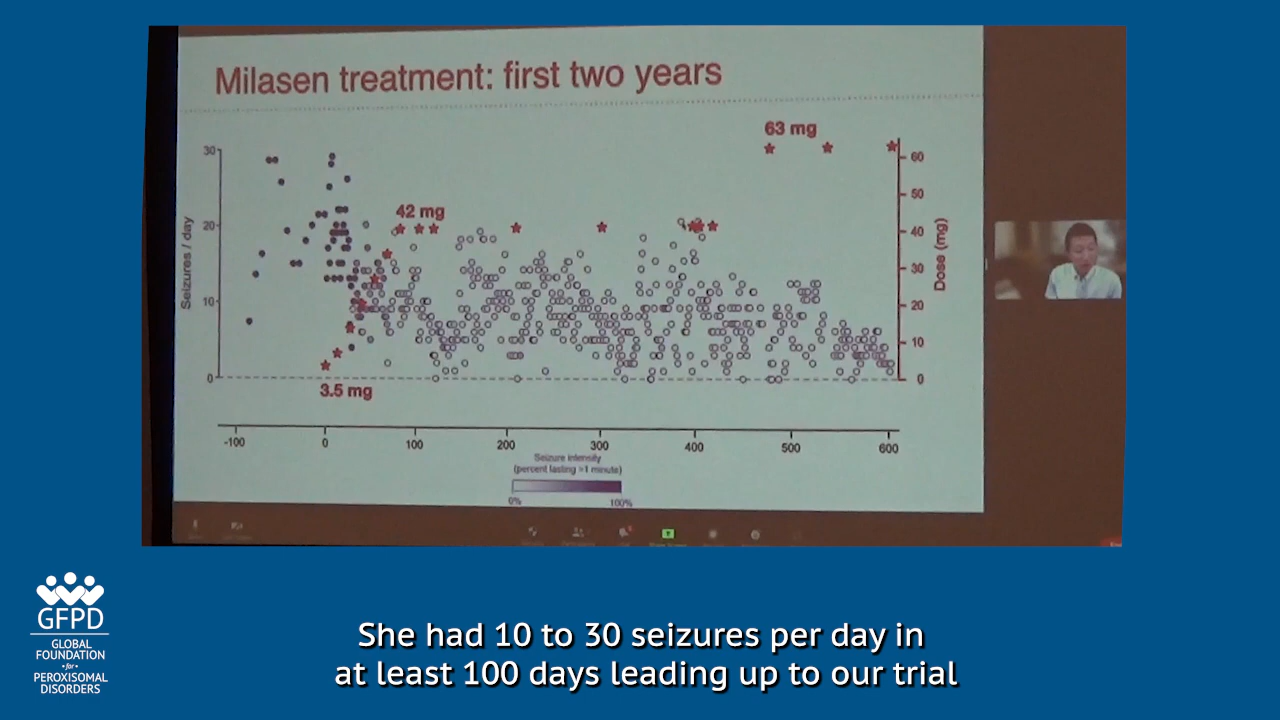 Milasen treatment: first two years
63 mg
30
60
50
42 mg
20
40
Seizures / day
30
Dose (mg)
10
20
10
0
0
3.5 mg
-100
0
100
200
300
400
500
600
Seizure intensity
(percent lasting >1 minute)
0%
100%
GFPD
GLOBAL
FOUNDATION
for
PEROXISOMAL
DISORDERS
She had 10 to 30 seizures per day in
at least 100 days leading up to our trial